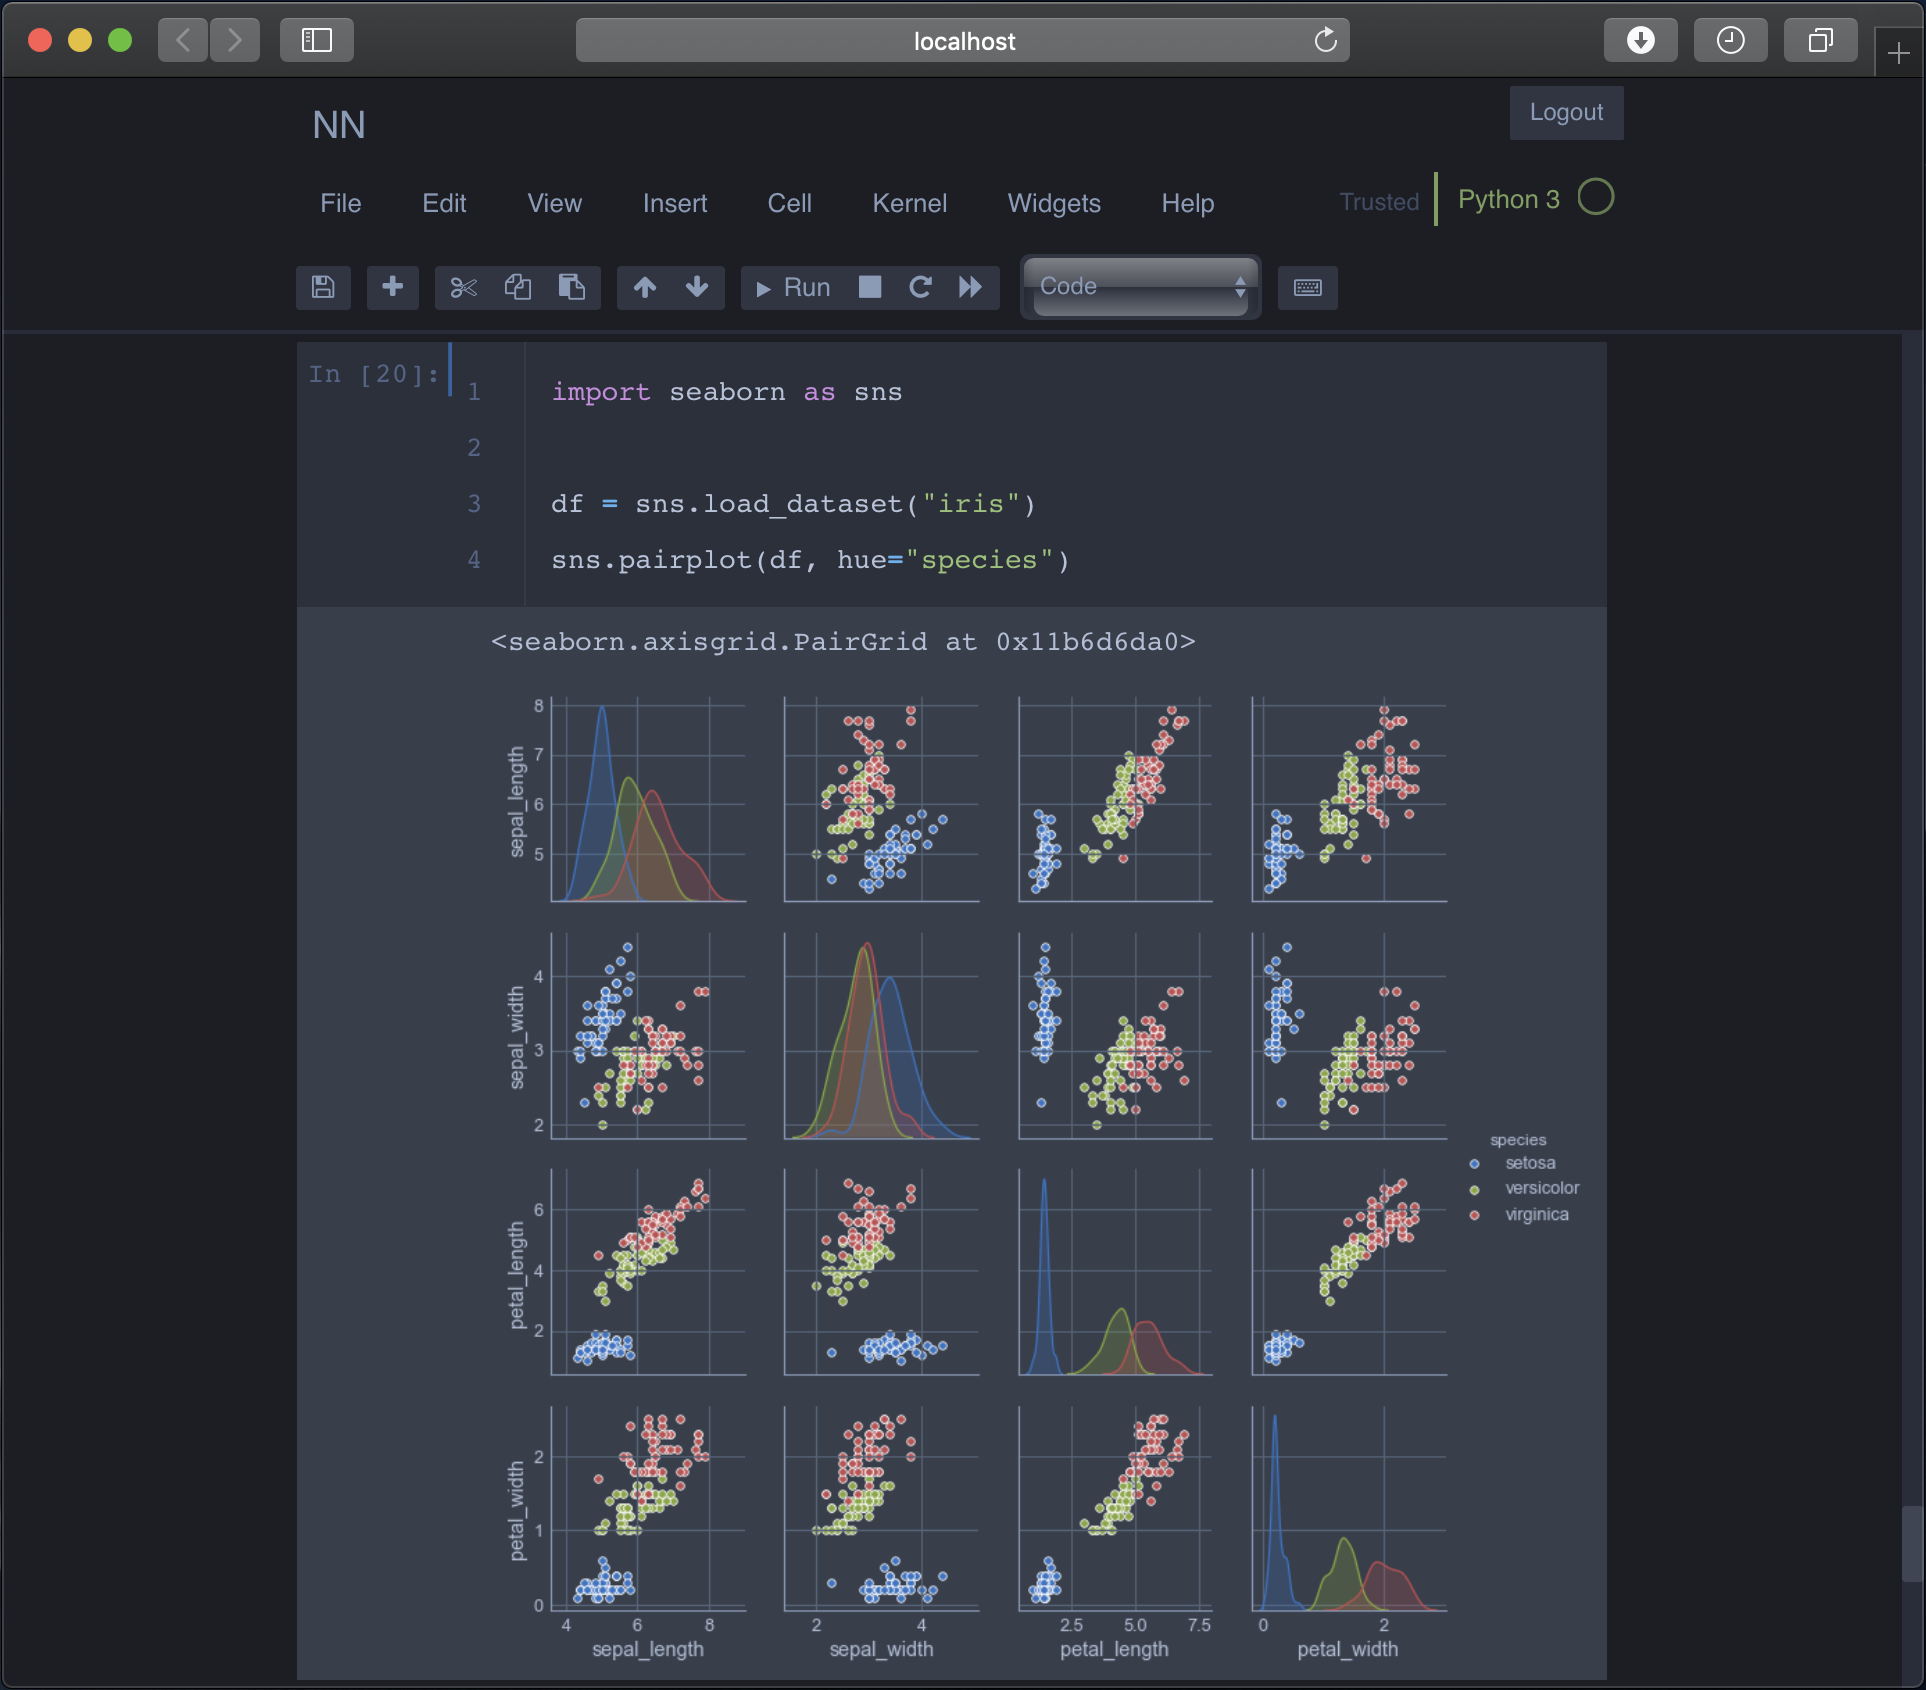 localhost
NN
Logout
File Edit View Insert Cell Kernel Widgets Help Trusted Python 3
Run Code
In [20]:
1 import seaborn as sns
2
3 df = sns.load_dataset("iris")
4 sns.pairplot(df, hue="species")
<seaborn.axisgrid.PairGrid at 0x11b6d6da0>
8
7
6
5
sepal_length
4
3
2
sepal_width
species
setosa
versicolor
virginica
6
4
2
petal_length
2
1
0
petal_width
4 6 8 2 4 2.5 5.0 7.5 0 2
sepal_length sepal_width petal_length petal_width